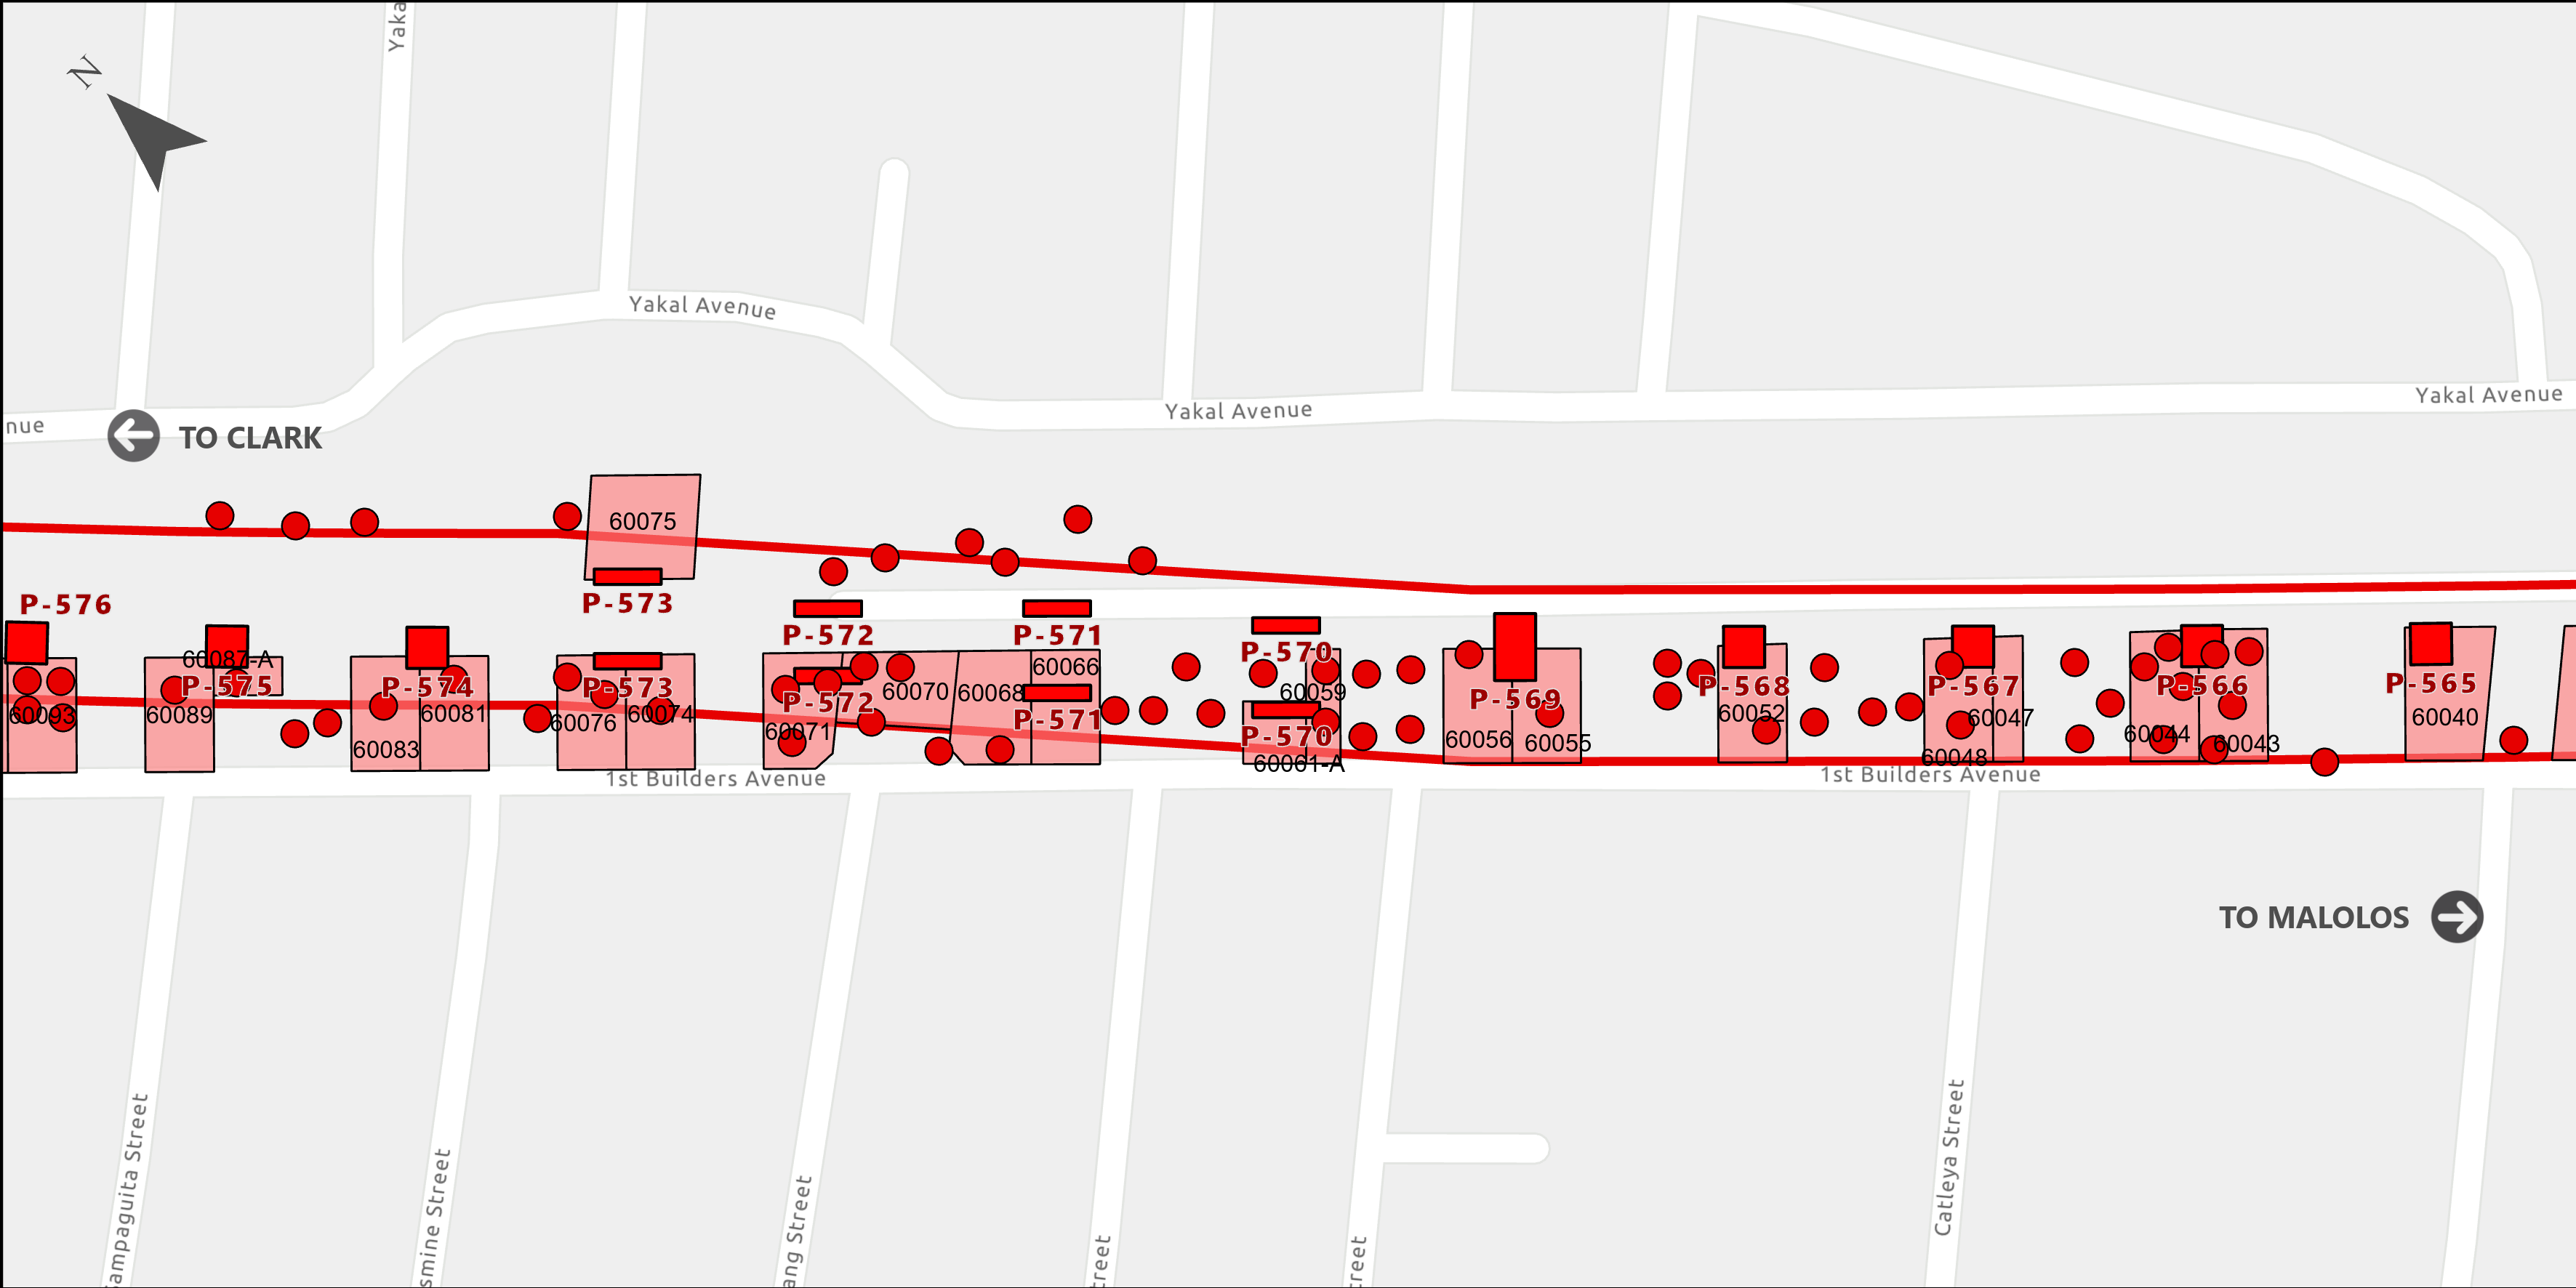 Yaka
N
Yakal Avenue
Yakal Avenue
Yakal Avenue
nue
TO CLARK
60075
P-576
P-573
P-572
P-571
P-570
60087-A
P-575
P-574
P-573
P-572
P-571
P-570
P-569
P-568
P-567
P-566
P-565
60093
60089
60083
60081
60076
60074
60071
60070
60068
60066
60059
60061-A
60056
60055
60052
60048
60047
60044
60043
60040
1st Builders Avenue
1st Builders Avenue
TO MALOLOS
ampaguita Street
smine Street
ang Street
treet
treet
Catleya Street